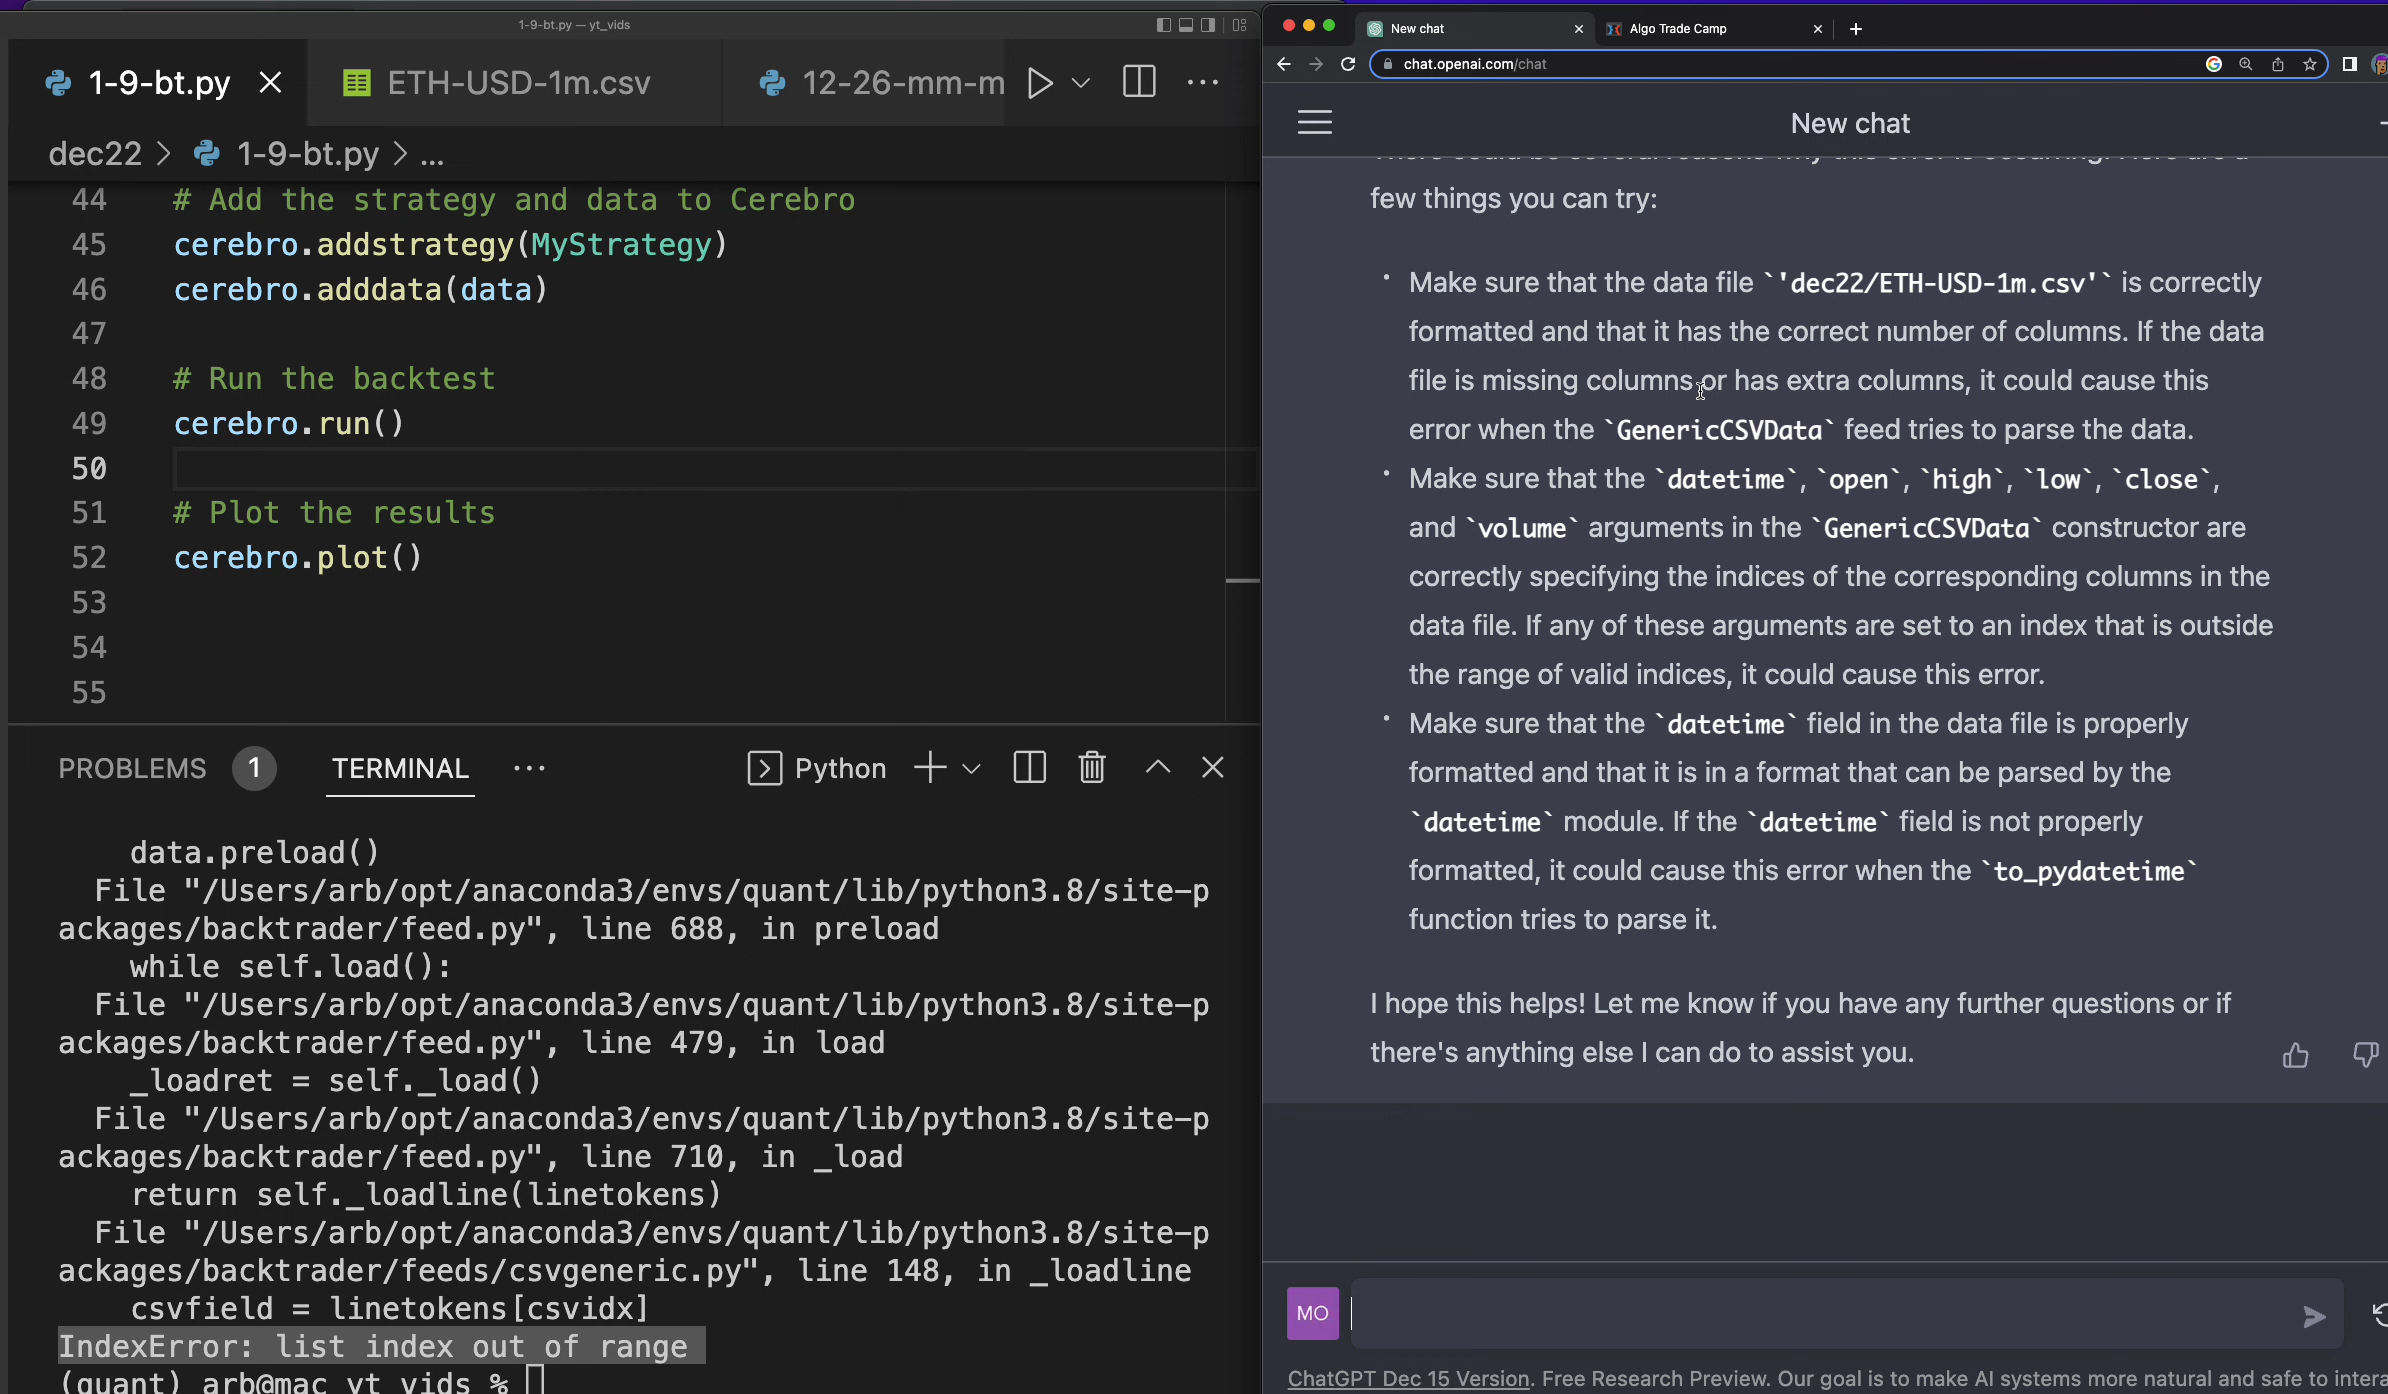 1-9-bt.py — yt_vids
1-9-bt.py
ETH-USD-1m.csv
12-26-mm-m
dec22 > 1-9-bt.py > ...
44 # Add the strategy and data to Cerebro
45 cerebro.addstrategy(MyStrategy)
46 cerebro.adddata(data)
47
48 # Run the backtest
49 cerebro.run()
50
51 # Plot the results
52 cerebro.plot()
53
54
55
PROBLEMS 1 TERMINAL ... Python
data.preload()
File "/Users/arb/opt/anaconda3/envs/quant/lib/python3.8/site-p
ackages/backtrader/feed.py", line 688, in preload
while self.load():
File "/Users/arb/opt/anaconda3/envs/quant/lib/python3.8/site-p
ackages/backtrader/feed.py", line 479, in load
_loadret = self._load()
File "/Users/arb/opt/anaconda3/envs/quant/lib/python3.8/site-p
ackages/backtrader/feed.py", line 710, in _load
return self._loadline(linetokens)
File "/Users/arb/opt/anaconda3/envs/quant/lib/python3.8/site-p
ackages/backtrader/feeds/csvgeneric.py", line 148, in _loadline
csvfield = linetokens[csvidx]
IndexError: list index out of range
(quant) arb@mac yt_vids %
New chat
Algo Trade Camp
chat.openai.com/chat
New chat
There could be several reasons why this error is occurring. Here are a
few things you can try:
• Make sure that the data file `'dec22/ETH-USD-1m.csv'` is correctly
formatted and that it has the correct number of columns. If the data
file is missing columns or has extra columns, it could cause this
error when the `GenericCSVData` feed tries to parse the data.
• Make sure that the `datetime`, `open`, `high`, `low`, `close`,
and `volume` arguments in the `GenericCSVData` constructor are
correctly specifying the indices of the corresponding columns in the
data file. If any of these arguments are set to an index that is outside
the range of valid indices, it could cause this error.
• Make sure that the `datetime` field in the data file is properly
formatted and that it is in a format that can be parsed by the
`datetime` module. If the `datetime` field is not properly
formatted, it could cause this error when the `to_pydatetime`
function tries to parse it.
I hope this helps! Let me know if you have any further questions or if
there's anything else I can do to assist you.
MO
ChatGPT Dec 15 Version. Free Research Preview. Our goal is to make AI systems more natural and safe to intera